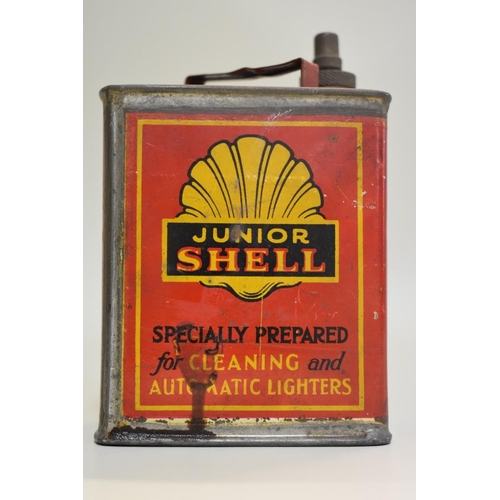 JUNIOR
SHELL
SPECIALLY PREPARED
for CLEANING and
AUTOMATIC LIGHTERS